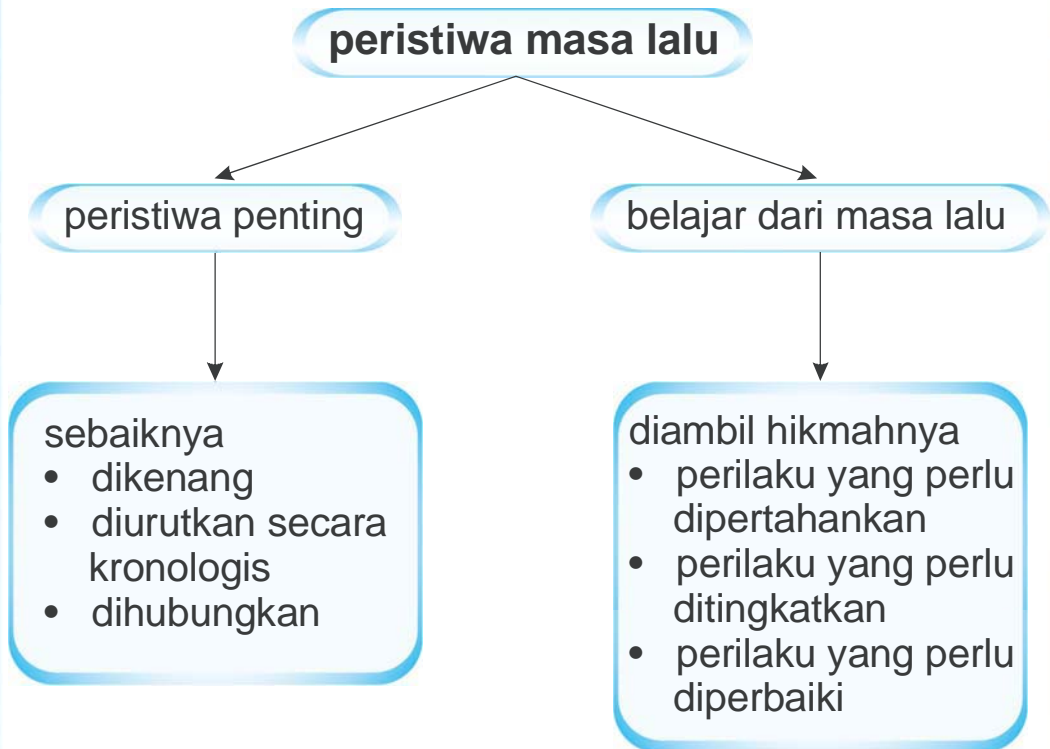 peristiwa masa lalu
peristiwa penting
belajar dari masa lalu
sebaiknya
• dikenang
• diurutkan secara
kronologis
• dihubungkan
diambil hikmahnya
• perilaku yang perlu
dipertahankan
• perilaku yang perlu
ditingkatkan
• perilaku yang perlu
diperbaiki